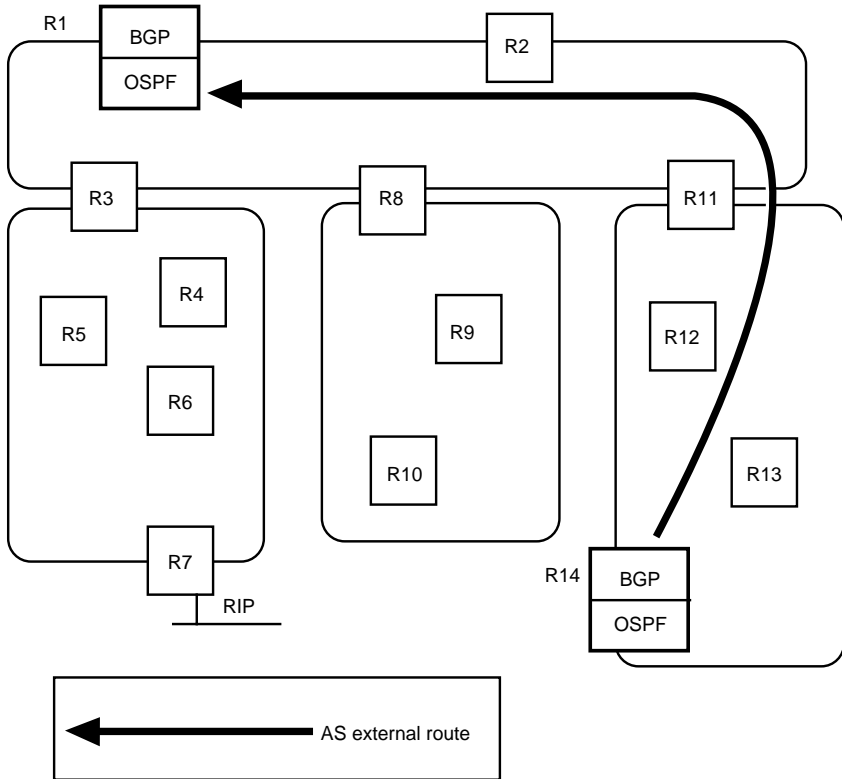 R1
BGP
OSPF
R2
R3
R8
R11
R4
R5
R6
R9
R12
R10
R13
R7
RIP
R14
BGP
OSPF
AS external route